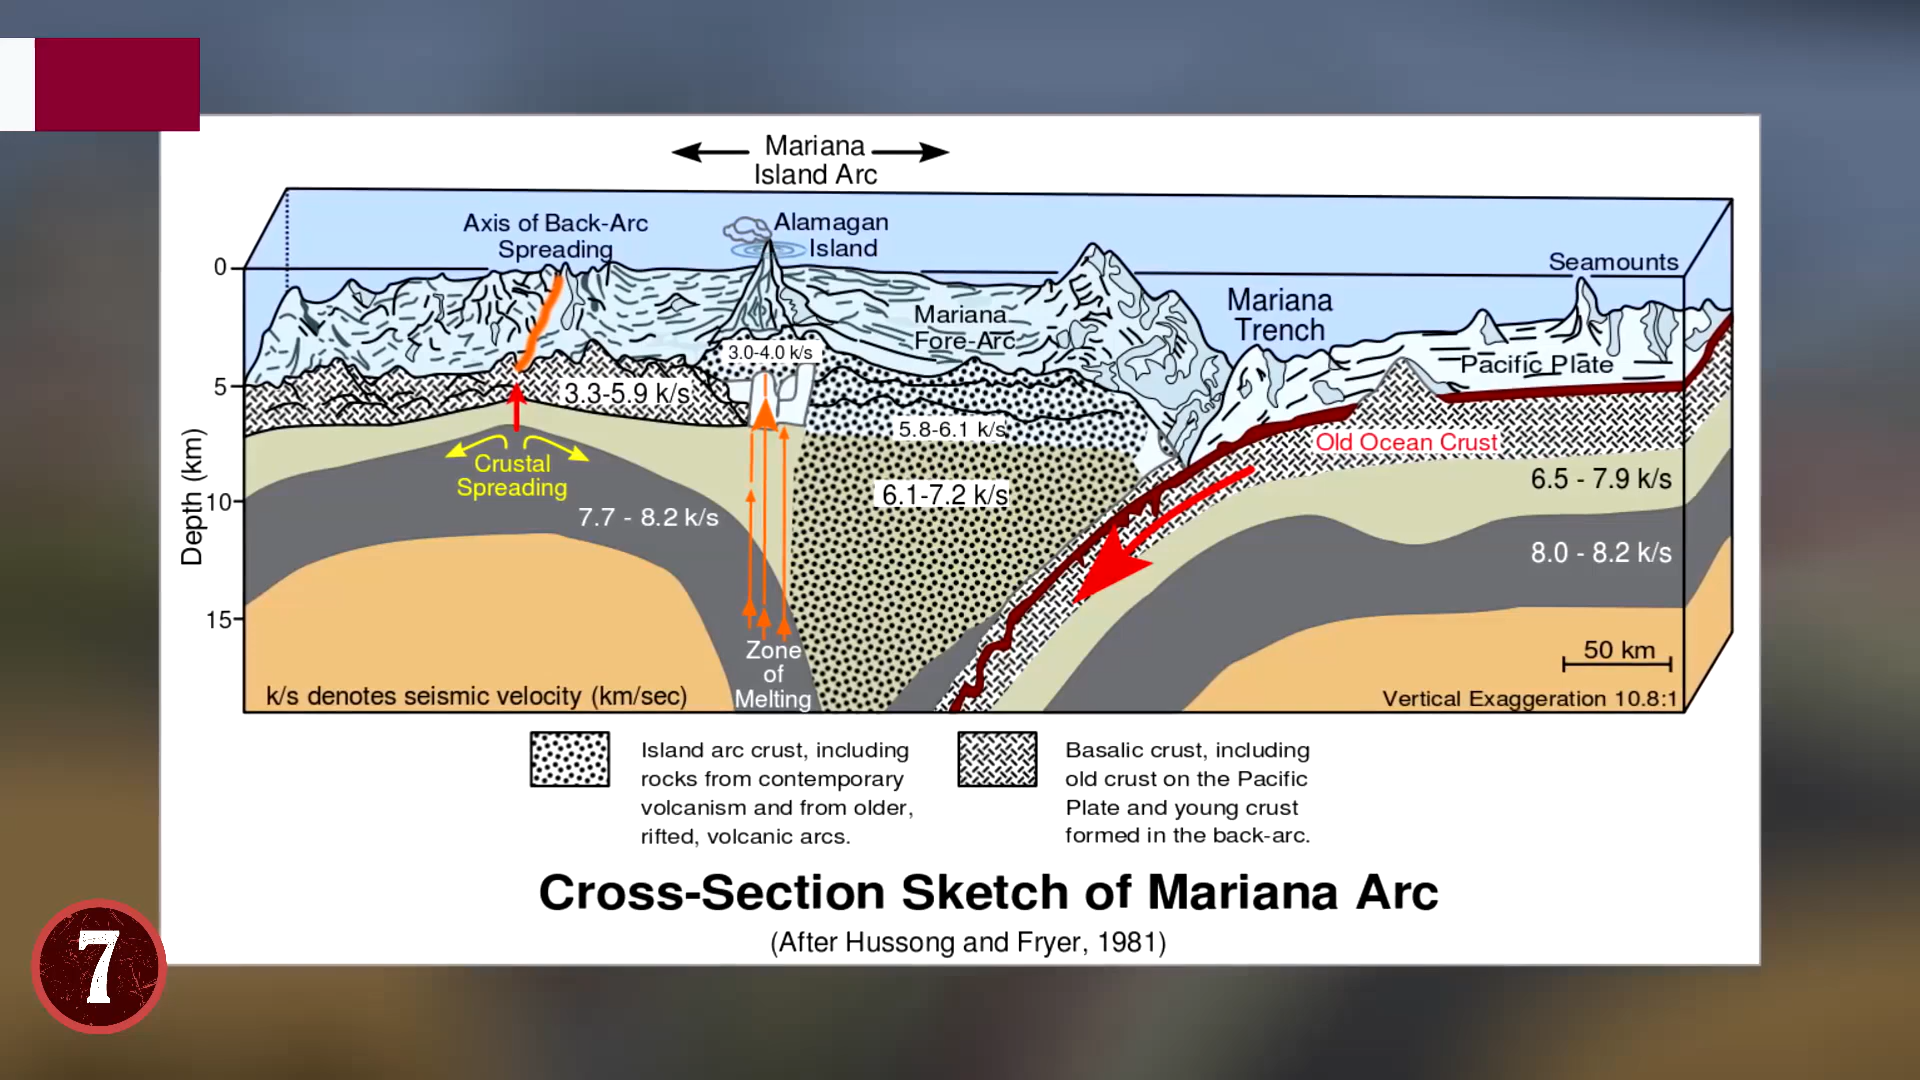 Mariana
Island Arc
Axis of Back-Arc
Spreading
Alamagan
Island
Seamounts
0
Mariana
Trench
Mariana
Fore-Arc
3.0-4.0 k/s
Pacific Plate
5
3.3-5.9 k/s
5.8-6.1 k/s
Old Ocean Crust
Crustal
Spreading
6.5 - 7.9 k/s
6.1-7.2 k/s
Depth (km)
10
7.7 - 8.2 k/s
8.0 - 8.2 k/s
15
Zone
of
Melting
50 km
k/s denotes seismic velocity (km/sec)
Vertical Exaggeration 10.8:1
Island arc crust, including
rocks from contemporary
volcanism and from older,
rifted, volcanic arcs.
Basalic crust, including
old crust on the Pacific
Plate and young crust
formed in the back-arc.
Cross-Section Sketch of Mariana Arc
(After Hussong and Fryer, 1981)
7